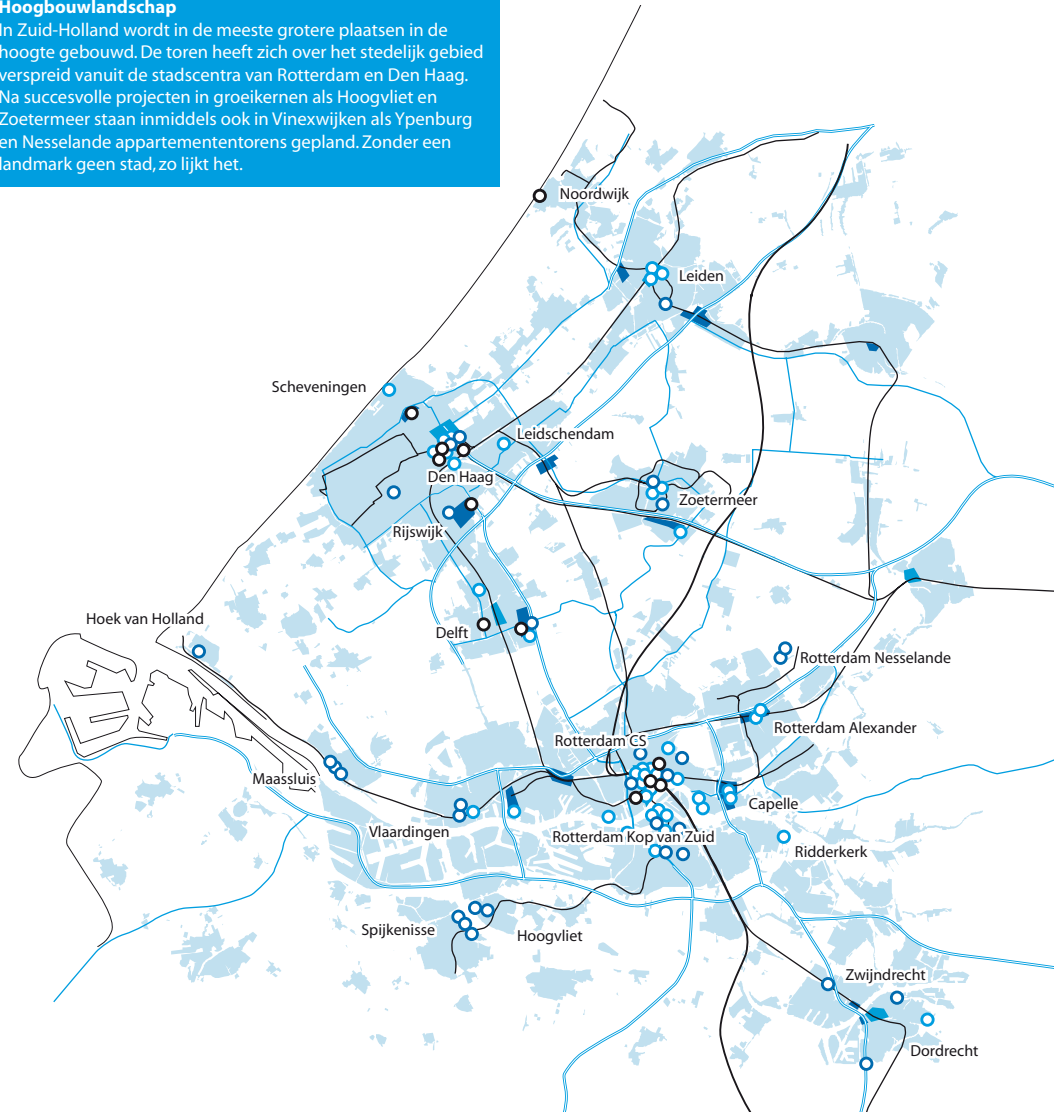 Hoogbouwlandschap
In Zuid-Holland wordt in de meeste grotere plaatsen in de
hoogte gebouwd. De toren heeft zich over het stedelijk gebied
verspreid vanuit de stadscentra van Rotterdam en Den Haag.
Na succesvolle projecten in groeikernen als Hoogvliet en
Zoetermeer staan inmiddels ook in Vinexwijken als Ypenburg
en Nesselande appartemententorens gepland. Zonder een
landmark geen stad, zo lijkt het.
Noordwijk
Leiden
Scheveningen
Leidschendam
Den Haag
Zoetermeer
Rijswijk
Hoek van Holland
Delft
Rotterdam Nesselande
Rotterdam Alexander
Rotterdam CS
Maassluis
Capelle
Vlaardingen
Rotterdam Kop van Zuid
Ridderkerk
Spijkenisse
Hoogvliet
Zwijndrecht
Dordrecht